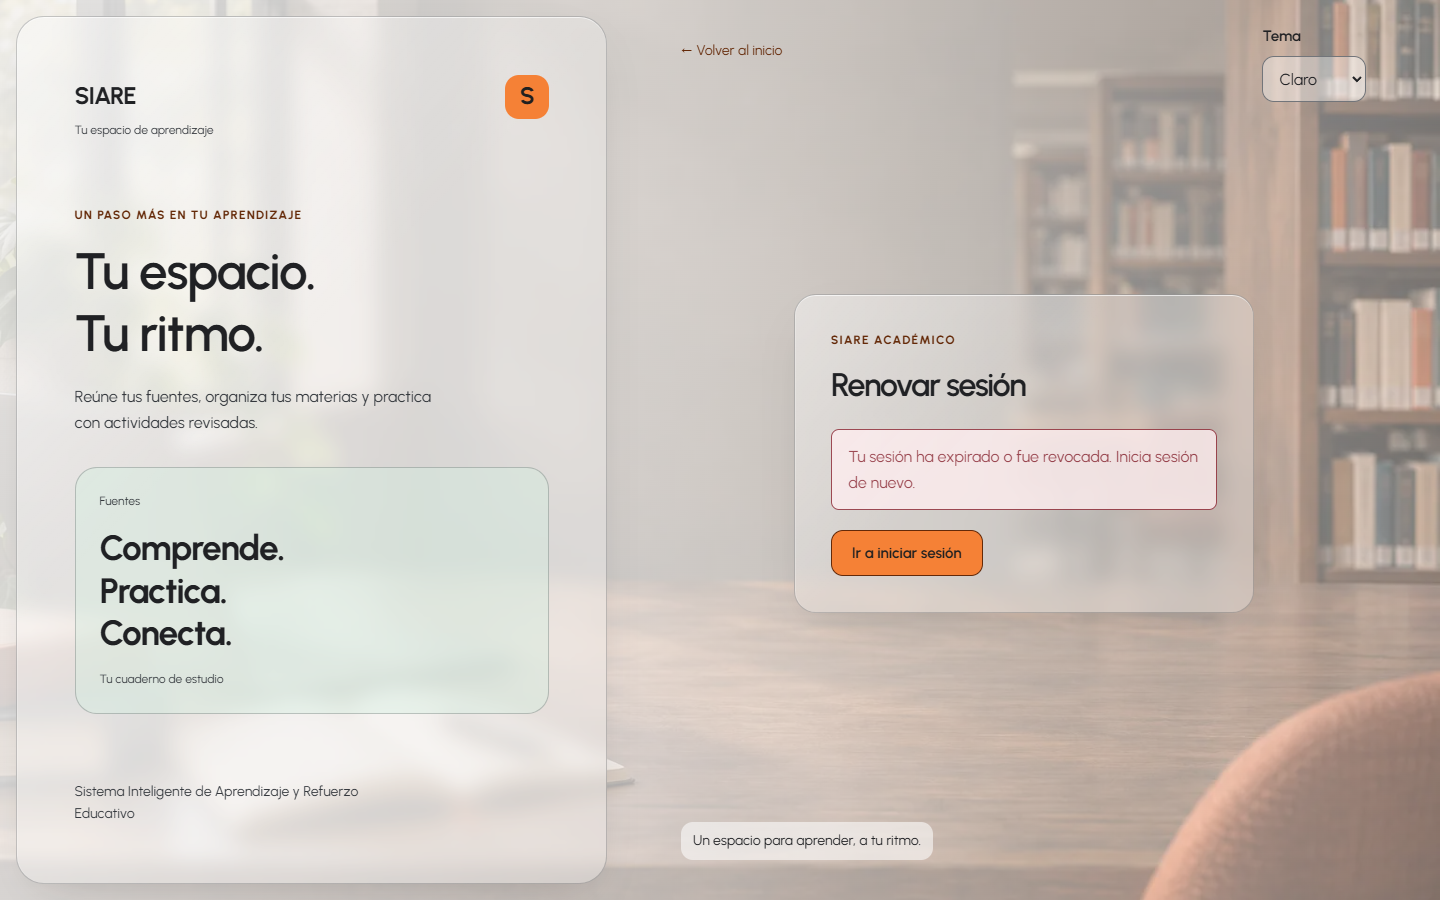 SIARE
S
Tu espacio de aprendizaje
UN PASO MÁS EN TU APRENDIZAJE
Tu espacio.
Tu ritmo.
Reúne tus fuentes, organiza tus materias y practica
con actividades revisadas.
Fuentes
Comprende.
Practica.
Conecta.
Tu cuaderno de estudio
Sistema Inteligente de Aprendizaje y Refuerzo
Educativo
← Volver al inicio
Tema
Claro
SIARE ACADÉMICO
Renovar sesión
Tu sesión ha expirado o fue revocada. Inicia sesión
de nuevo.
Ir a iniciar sesión
Un espacio para aprender, a tu ritmo.